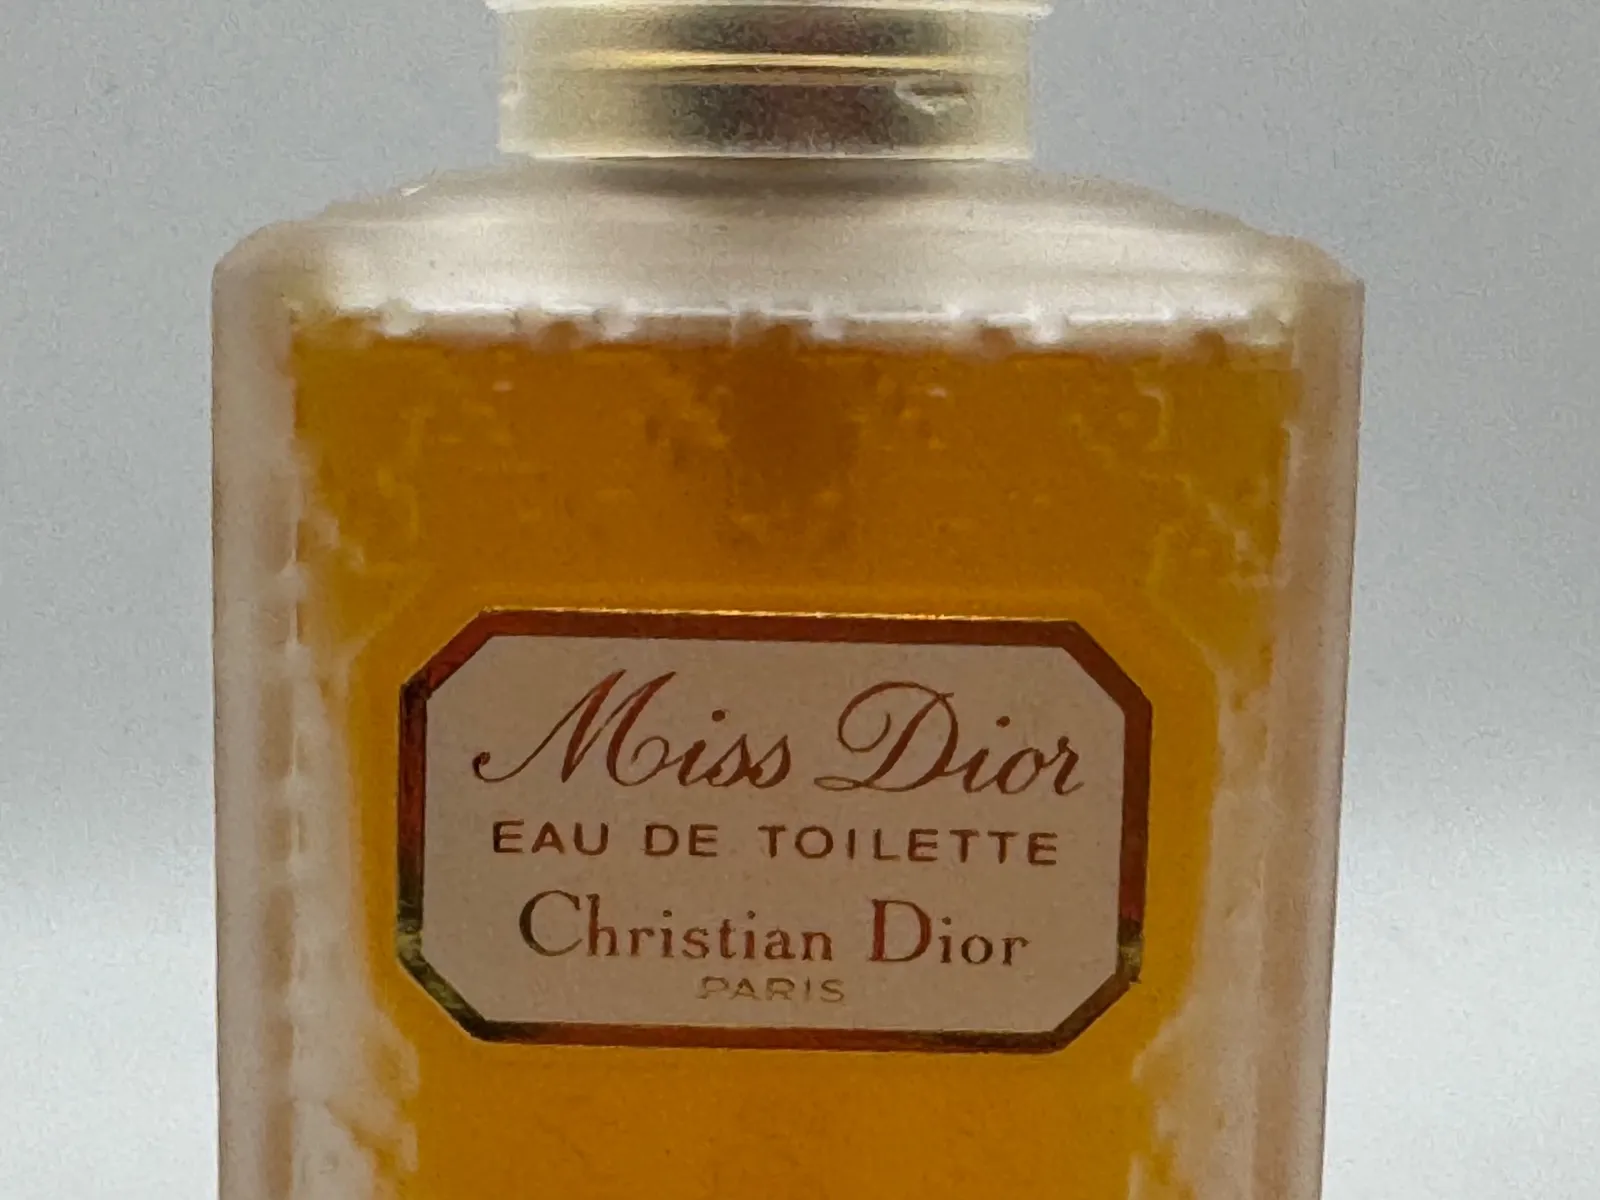 Miss Dior
EAU DE TOILETTE
Christian Dior
PARIS